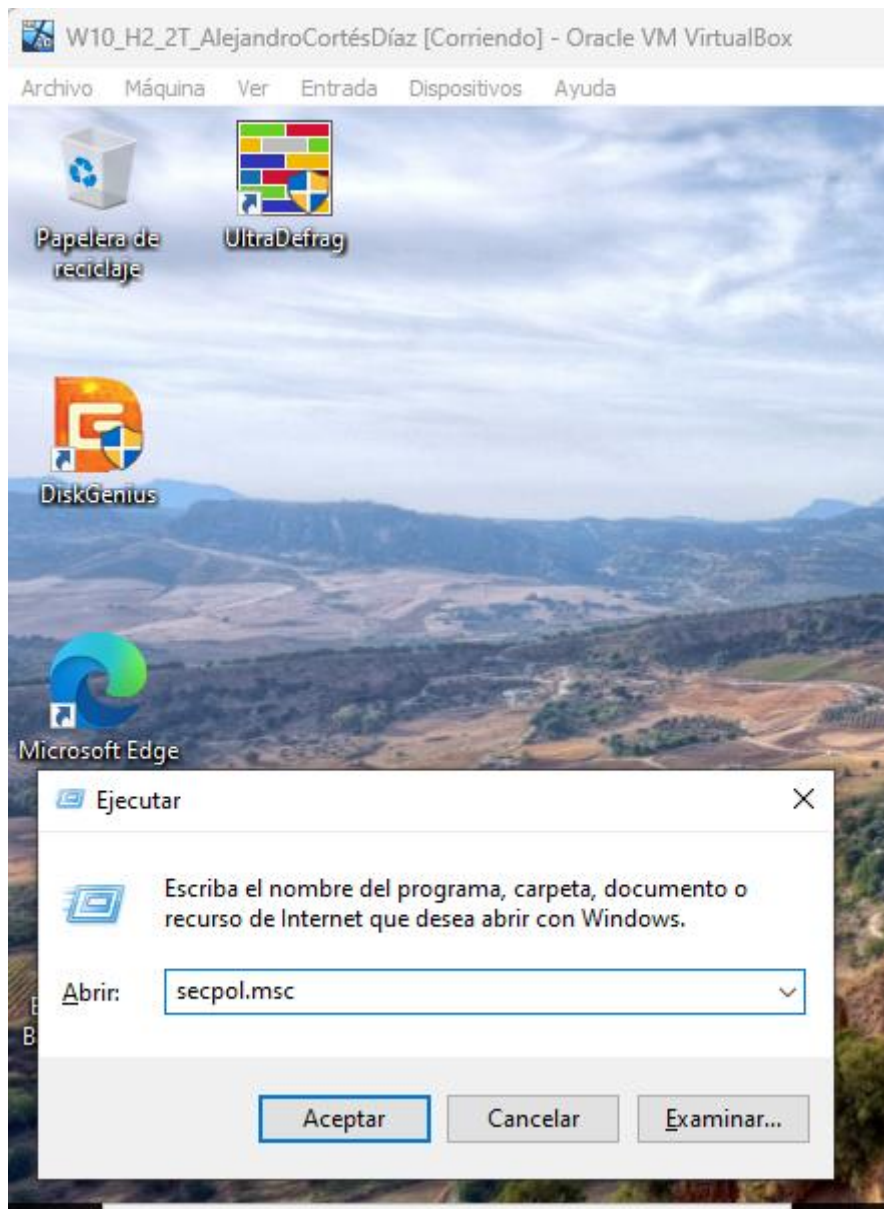 W10_H2_2T_AlejandroCortésDíaz [Corriendo] - Oracle VM VirtualBox
Archivo Máquina Ver Entrada Dispositivos Ayuda
Papelera de
reciclaje
UltraDefrag
DiskGenius
Microsoft Edge
Ejecutar
Escriba el nombre del programa, carpeta, documento o
recurso de Internet que desea abrir con Windows.
Abrir: secpol.msc
Aceptar Cancelar Examinar...